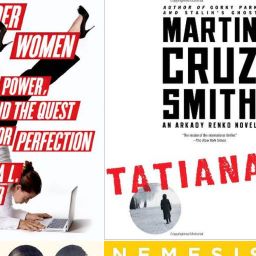 DER
WOMEN
POWER,
ND THE QUEST
OR PERFECTION
A L.
AUTHOR OF GORKY PARK
AND STALIN'S GHOST
MARTIN
CRUZ
SMITH
AN ARKADY RENKO NOVEL
TATIANA
NEMESIS